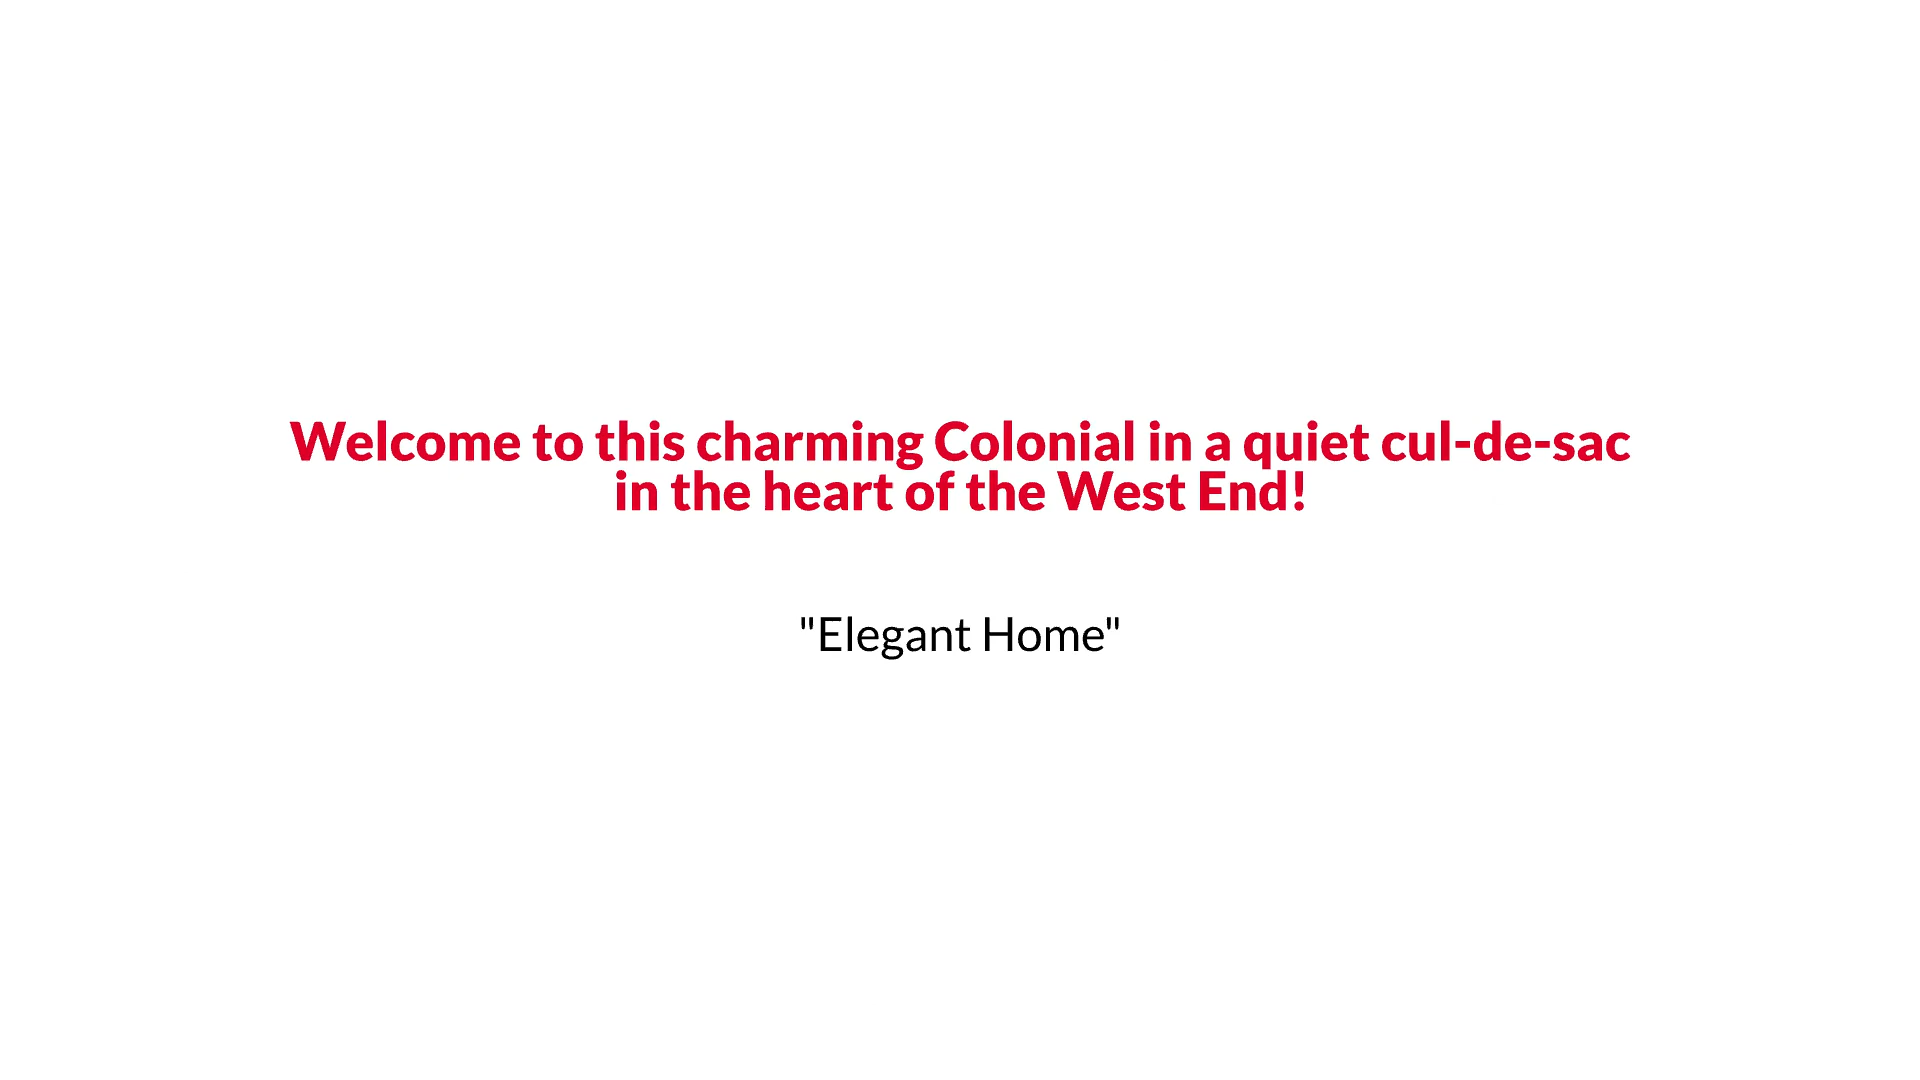 Welcome to this charming Colonial in a quiet cul-de-sac
in the heart of the West End!
"Elegant Home"